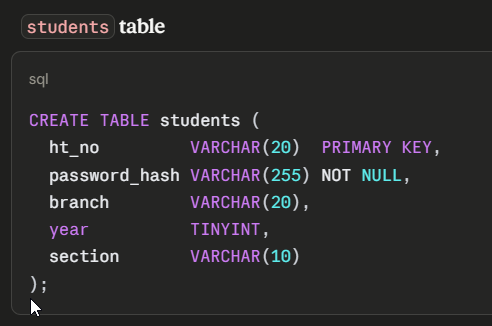 students table
sql
CREATE TABLE students (
ht_no VARCHAR(20) PRIMARY KEY,
password_hash VARCHAR(255) NOT NULL,
branch VARCHAR(20),
year TINYINT,
section VARCHAR(10)
);